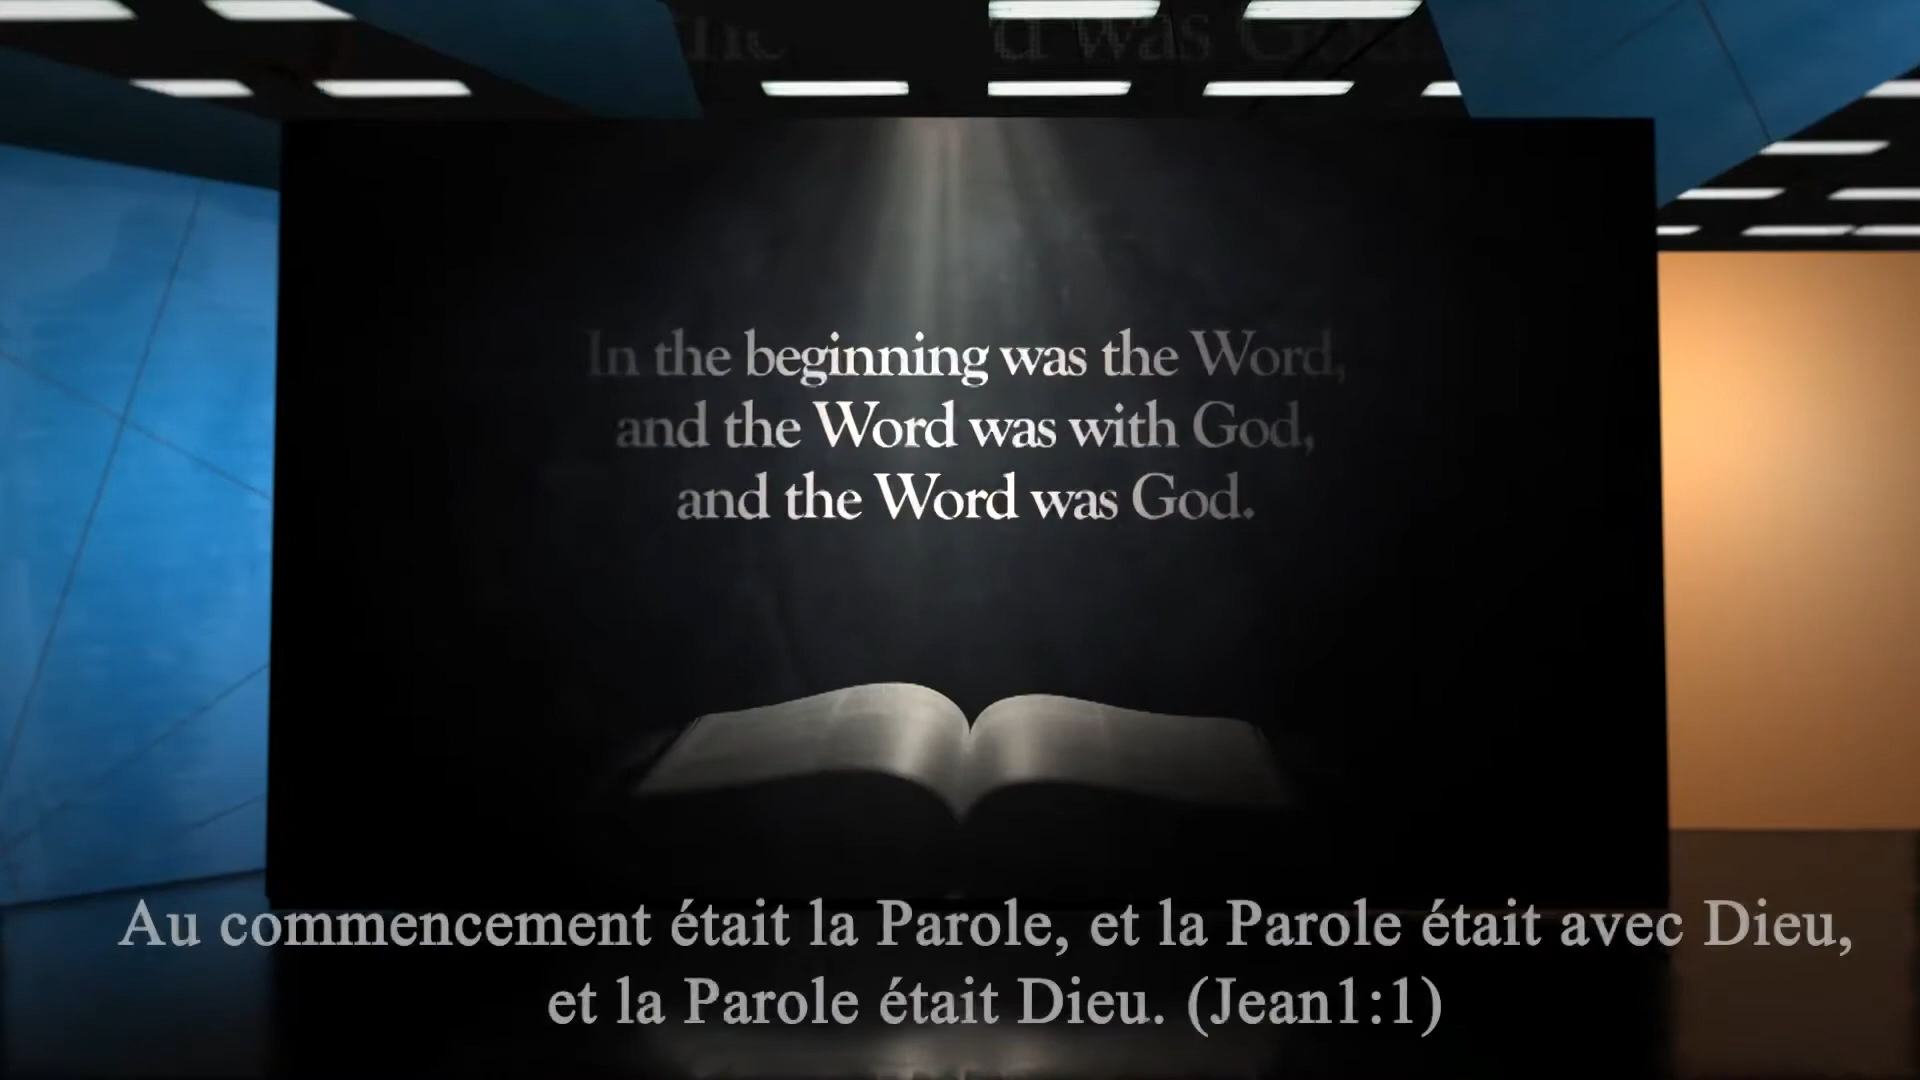 In the beginning was the Word,
and the Word was with God,
and the Word was God.
Au commencement était la Parole, et la Parole était avec Dieu,
et la Parole était Dieu. (Jean1:1)